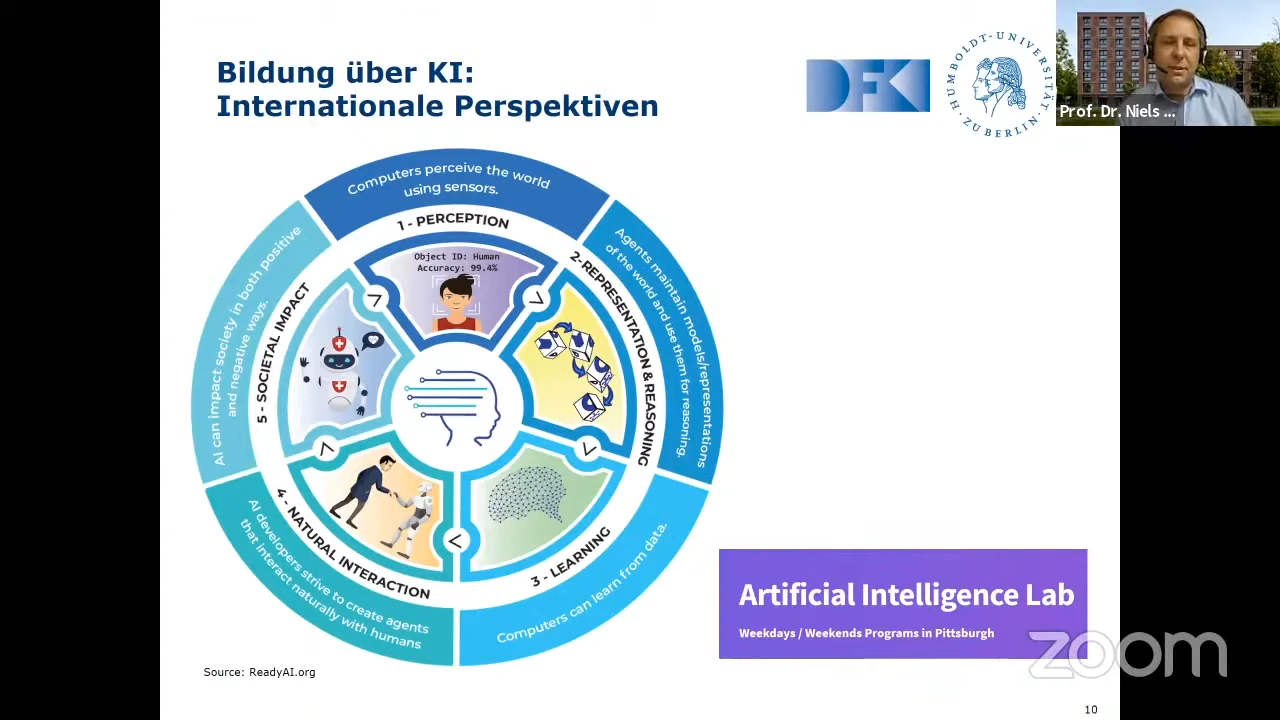 Bildung über KI:
Internationale Perspektiven
DFKI
HUMBOLDT-UNIVERSITÄT
ZU BERLIN
Prof. Dr. Niels ...
Computers perceive the world
using sensors.
1 - PERCEPTION
Object ID: Human
Accuracy: 99.4%
Agents maintain models/representations
of the world and use them for reasoning.
2-REPRESENTATION & REASONING
3 - LEARNING
Computers can learn from data.
4 - NATURAL INTERACTION
AI developers strive to create agents
that interact naturally with humans
5 - SOCIETAL IMPACT
AI can impact society in both positive
and negative ways.
Artificial Intelligence Lab
Weekdays / Weekends Programs in Pittsburgh
zoom
Source: ReadyAI.org
10